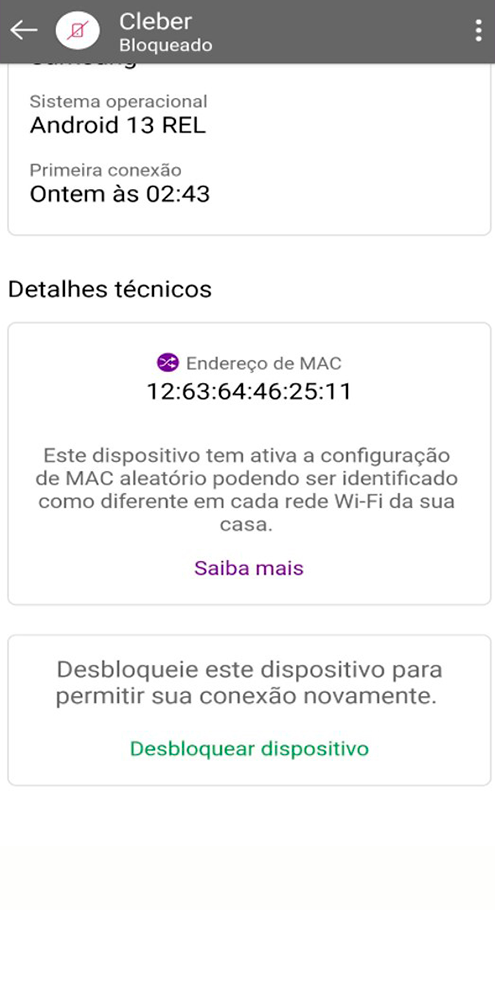 Cleber
Bloqueado
Samsung
Sistema operacional
Android 13 REL
Primeira conexão
Ontem às 02:43
Detalhes técnicos
Endereço de MAC
12:63:64:46:25:11
Este dispositivo tem ativa a configuração
de MAC aleatório podendo ser identificado
como diferente em cada rede Wi-Fi da sua
casa.
Saiba mais
Desbloqueie este dispositivo para
permitir sua conexão novamente.
Desbloquear dispositivo